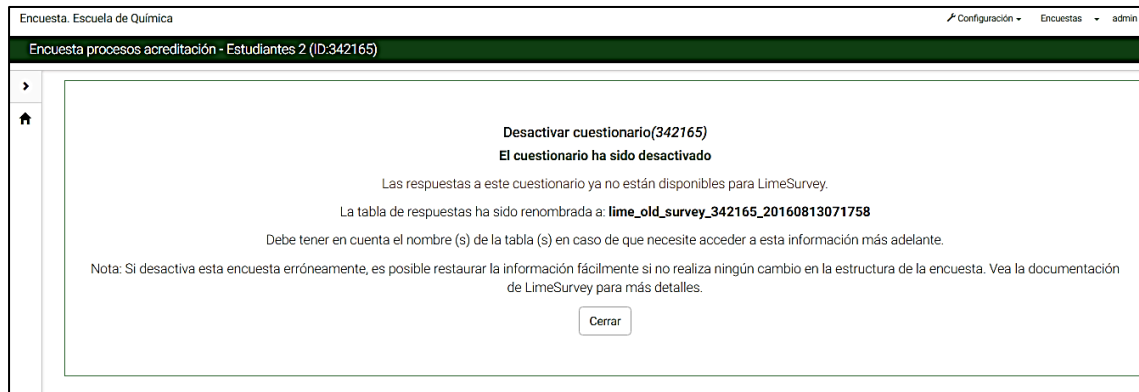 Encuesta. Escuela de Química
Configuración Encuestas admin
Encuesta procesos acreditación - Estudiantes 2 (ID:342165)
Desactivar cuestionario(342165)
El cuestionario ha sido desactivado
Las respuestas a este cuestionario ya no están disponibles para LimeSurvey.
La tabla de respuestas ha sido renombrada a: lime_old_survey_342165_20160813071758
Debe tener en cuenta el nombre (s) de la tabla (s) en caso de que necesite acceder a esta información más adelante.
Nota: Si desactiva esta encuesta erróneamente, es posible restaurar la información fácilmente si no realiza ningún cambio en la estructura de la encuesta. Vea la documentación
de LimeSurvey para más detalles.
Cerrar